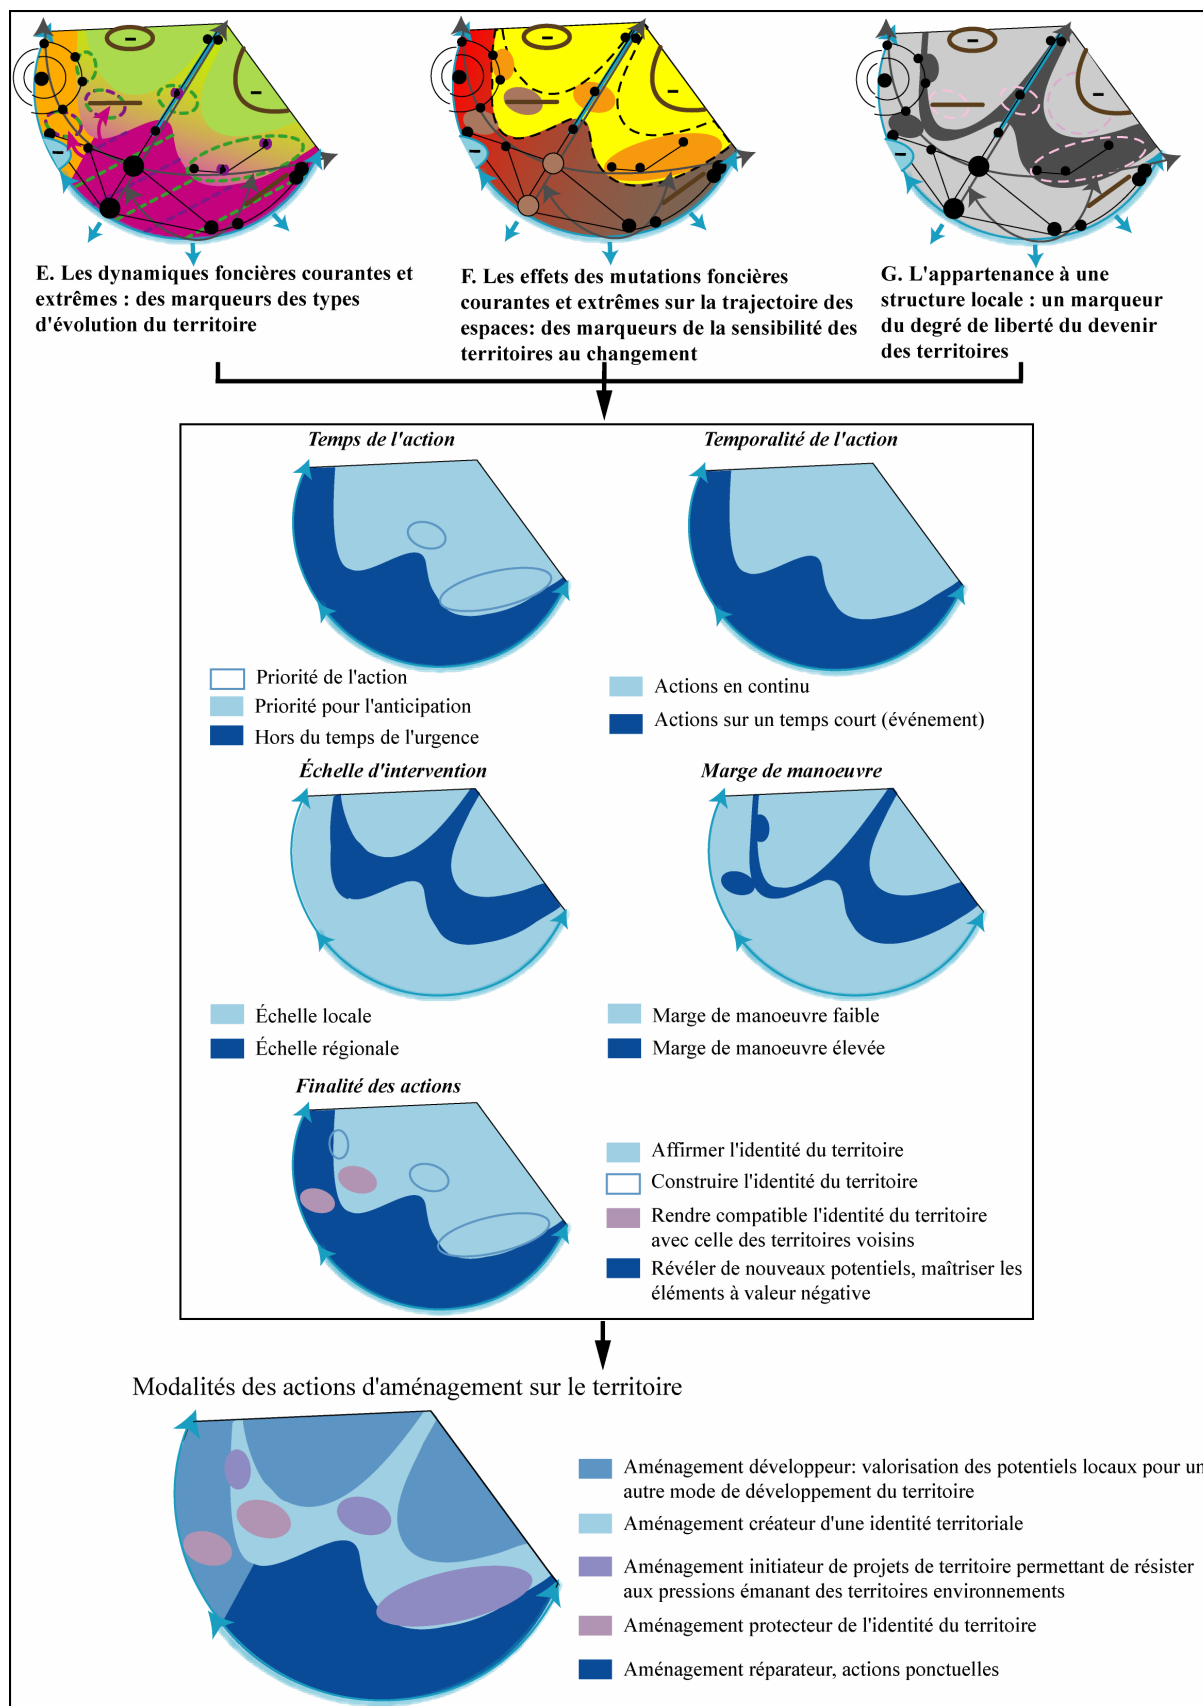 E. Les dynamiques foncières courantes et
extrêmes : des marqueurs des types
d'évolution du territoire
F. Les effets des mutations foncières
courantes et extrêmes sur la trajectoire des
espaces: des marqueurs de la sensibilité des
territoires au changement
G. L'appartenance à une
structure locale : un marqueur
du degré de liberté du devenir
des territoires
Temps de l'action
Priorité de l'action
Priorité pour l'anticipation
Hors du temps de l'urgence
Temporalité de l'action
Actions en continu
Actions sur un temps court (événement)
Échelle d'intervention
Échelle locale
Échelle régionale
Marge de manoeuvre
Marge de manoeuvre faible
Marge de manoeuvre élevée
Finalité des actions
Affirmer l'identité du territoire
Construire l'identité du territoire
Rendre compatible l'identité du territoire
avec celle des territoires voisins
Révéler de nouveaux potentiels, maîtriser les
éléments à valeur négative
Modalités des actions d'aménagement sur le territoire
Aménagement développeur: valorisation des potentiels locaux pour un
autre mode de développement du territoire
Aménagement créateur d'une identité territoriale
Aménagement initiateur de projets de territoire permettant de résister
aux pressions émanant des territoires environnements
Aménagement protecteur de l'identité du territoire
Aménagement réparateur, actions ponctuelles